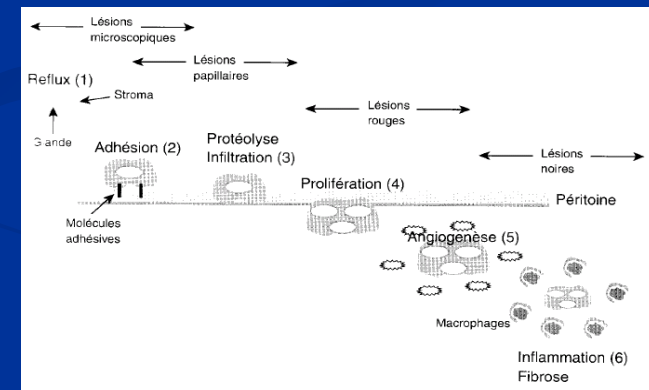 Lésions
microscopiques
Lésions
papillaires
Reflux (1)
Stroma
Lésions
rouges
Glande
Adhésion (2)
Protéolyse
Infiltration (3)
Lésions
noires
Prolifération (4)
Péritoine
Molécules
adhésives
Angiogenèse (5)
Macrophages
Inflammation (6)
Fibrose